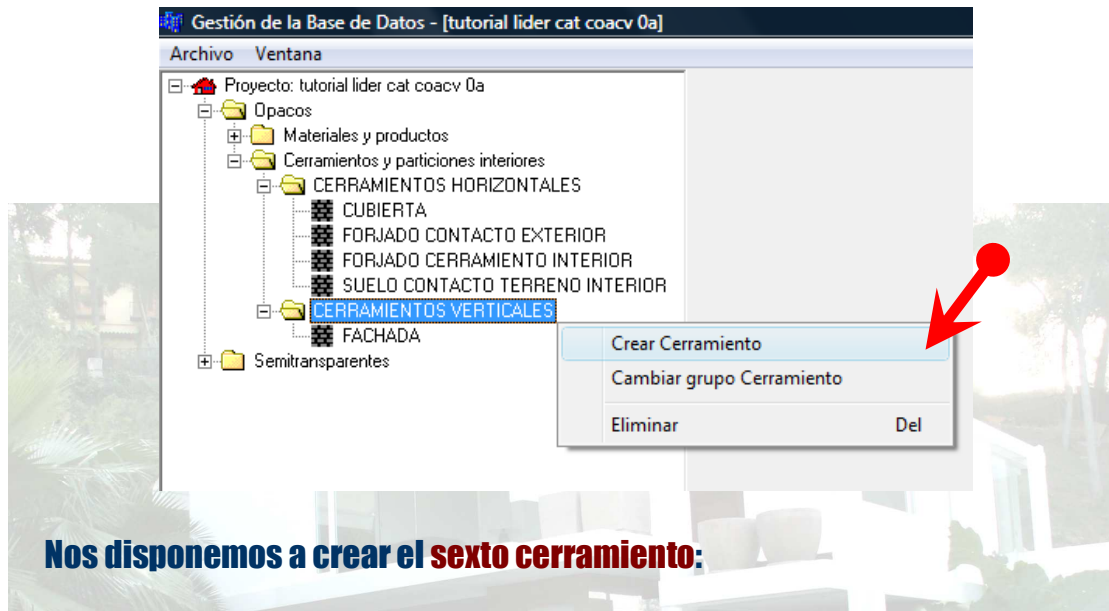 Gestión de la Base de Datos - [tutorial lider cat coacv 0a]
Archivo Ventana
Proyecto: tutorial lider cat coacv 0a
Opacos
Materiales y productos
Cerramientos y particiones interiores
CERRAMIENTOS HORIZONTALES
CUBIERTA
FORJADO CONTACTO EXTERIOR
FORJADO CERRAMIENTO INTERIOR
SUELO CONTACTO TERRENO INTERIOR
CERRAMIENTOS VERTICALES
FACHADA
Semitransparentes
Crear Cerramiento
Cambiar grupo Cerramiento
Eliminar Del
Nos disponemos a crear el sexto cerramiento: